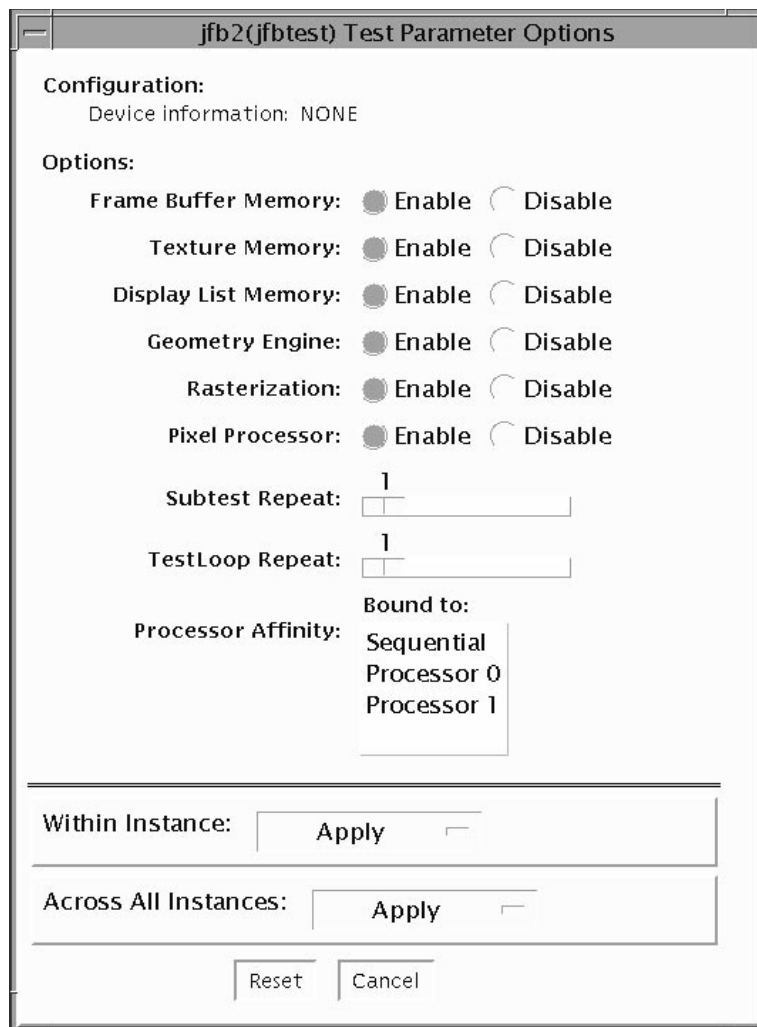 jfb2(jfbtest) Test Parameter Options
Configuration:
Device information: NONE
Options:
Frame Buffer Memory: Enable Disable
Texture Memory: Enable Disable
Display List Memory: Enable Disable
Geometry Engine: Enable Disable
Rasterization: Enable Disable
Pixel Processor: Enable Disable
1
Subtest Repeat:
1
TestLoop Repeat:
Bound to:
Processor Affinity:
Sequential
Processor 0
Processor 1
Within Instance: Apply
Across All Instances: Apply
Reset Cancel